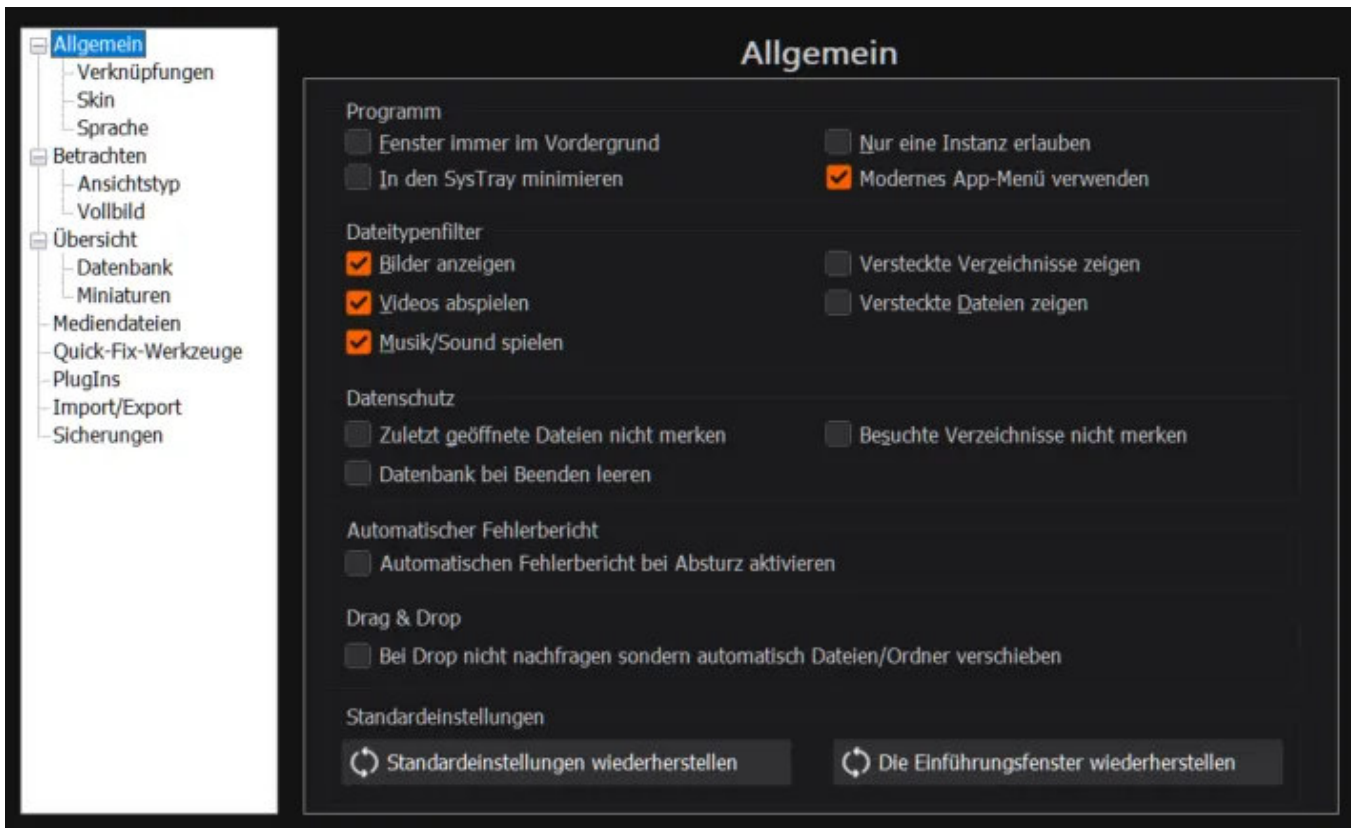 Allgemein
Verknüpfungen
Skin
Sprache
Betrachten
Ansichtstyp
Vollbild
Übersicht
Datenbank
Miniaturen
Mediendateien
Quick-Fix-Werkzeuge
PlugIns
Import/Export
Sicherungen
Allgemein
Programm
Fenster immer im Vordergrund
Nur eine Instanz erlauben
In den SysTray minimieren
Modernes App-Menü verwenden
Dateitypenfilter
Bilder anzeigen
Versteckte Verzeichnisse zeigen
Videos abspielen
Versteckte Dateien zeigen
Musik/Sound spielen
Datenschutz
Zuletzt geöffnete Dateien nicht merken
Besuchte Verzeichnisse nicht merken
Datenbank bei Beenden leeren
Automatischer Fehlerbericht
Automatischen Fehlerbericht bei Absturz aktivieren
Drag & Drop
Bei Drop nicht nachfragen sondern automatisch Dateien/Ordner verschieben
Standardeinstellungen
Standardeinstellungen wiederherstellen
Die Einführungsfenster wiederherstellen